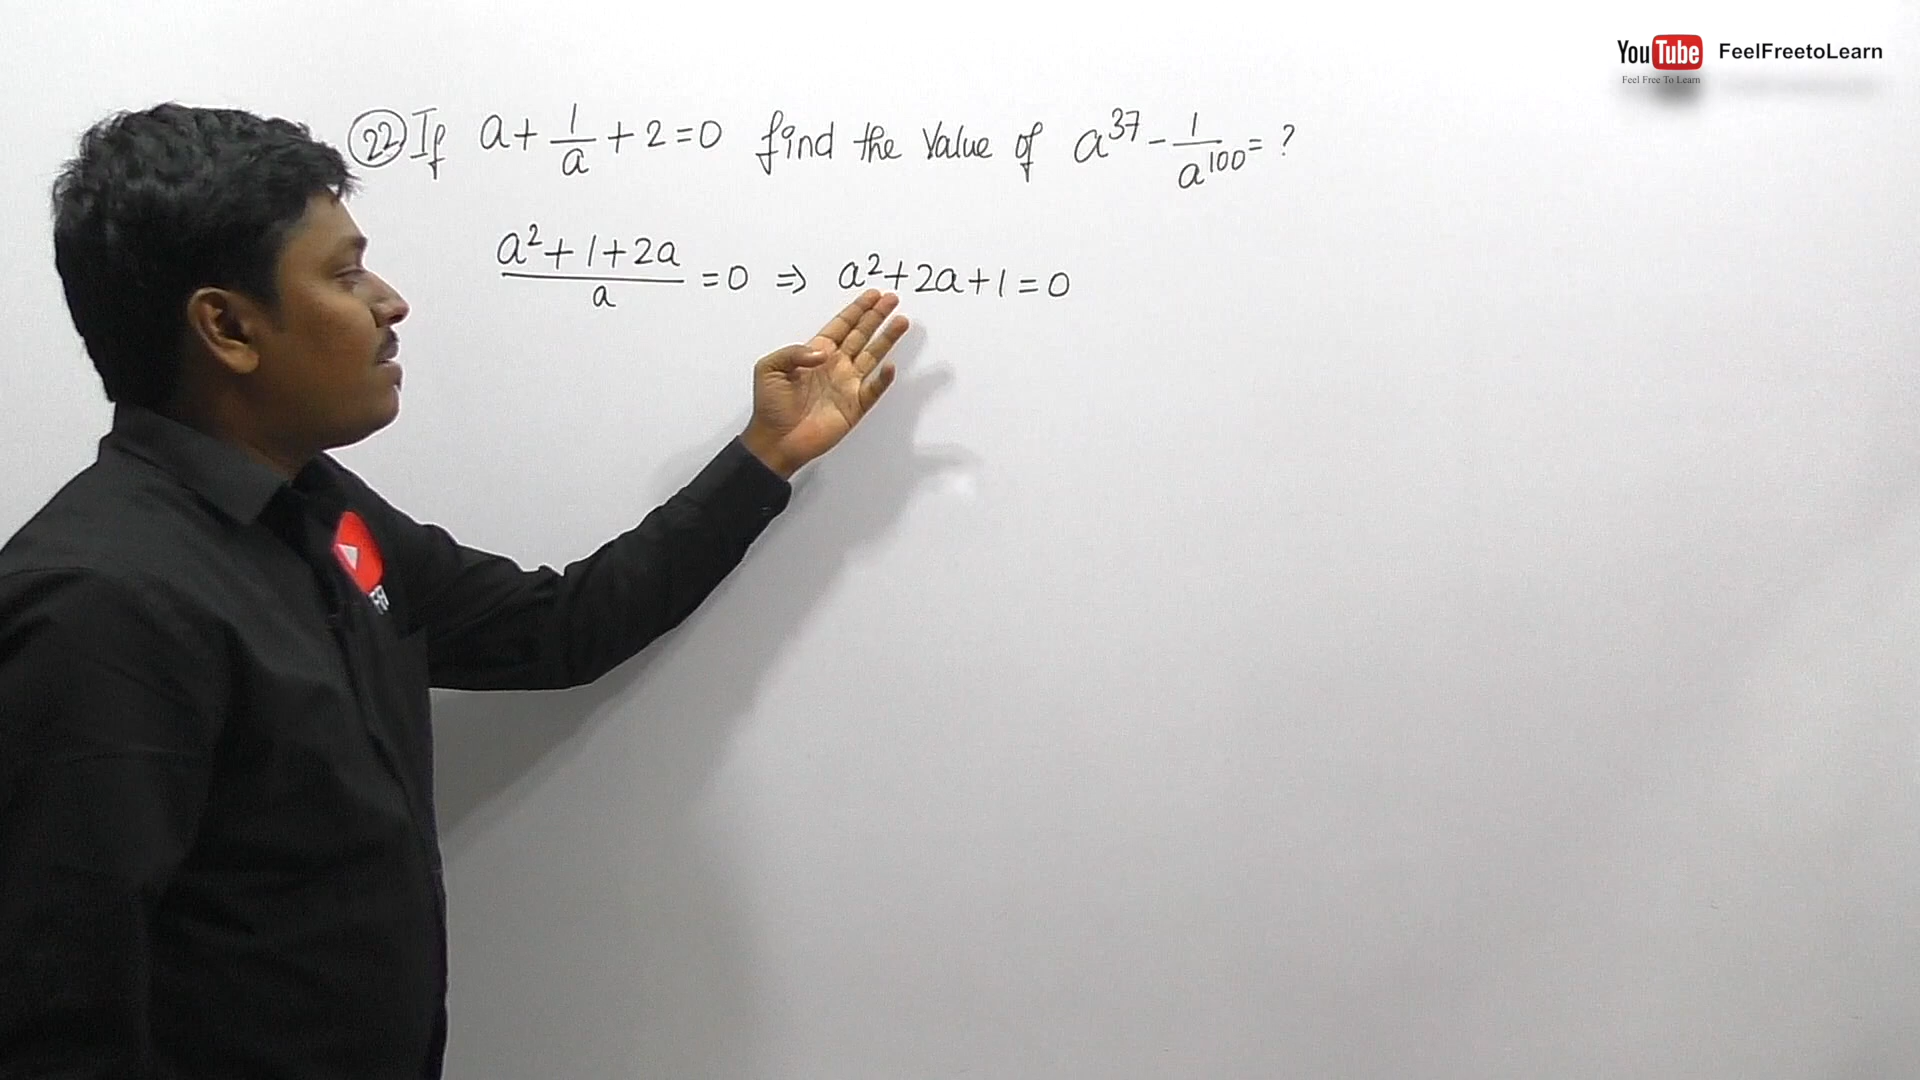 YouTube FeelFreetoLearn
Feel Free To Learn
22 If a + 1/a + 2 = 0 find the value of a^37 - 1/a^100 = ?
a^2 + 1 + 2a / a = 0 ⇒ a^2 + 2a + 1 = 0